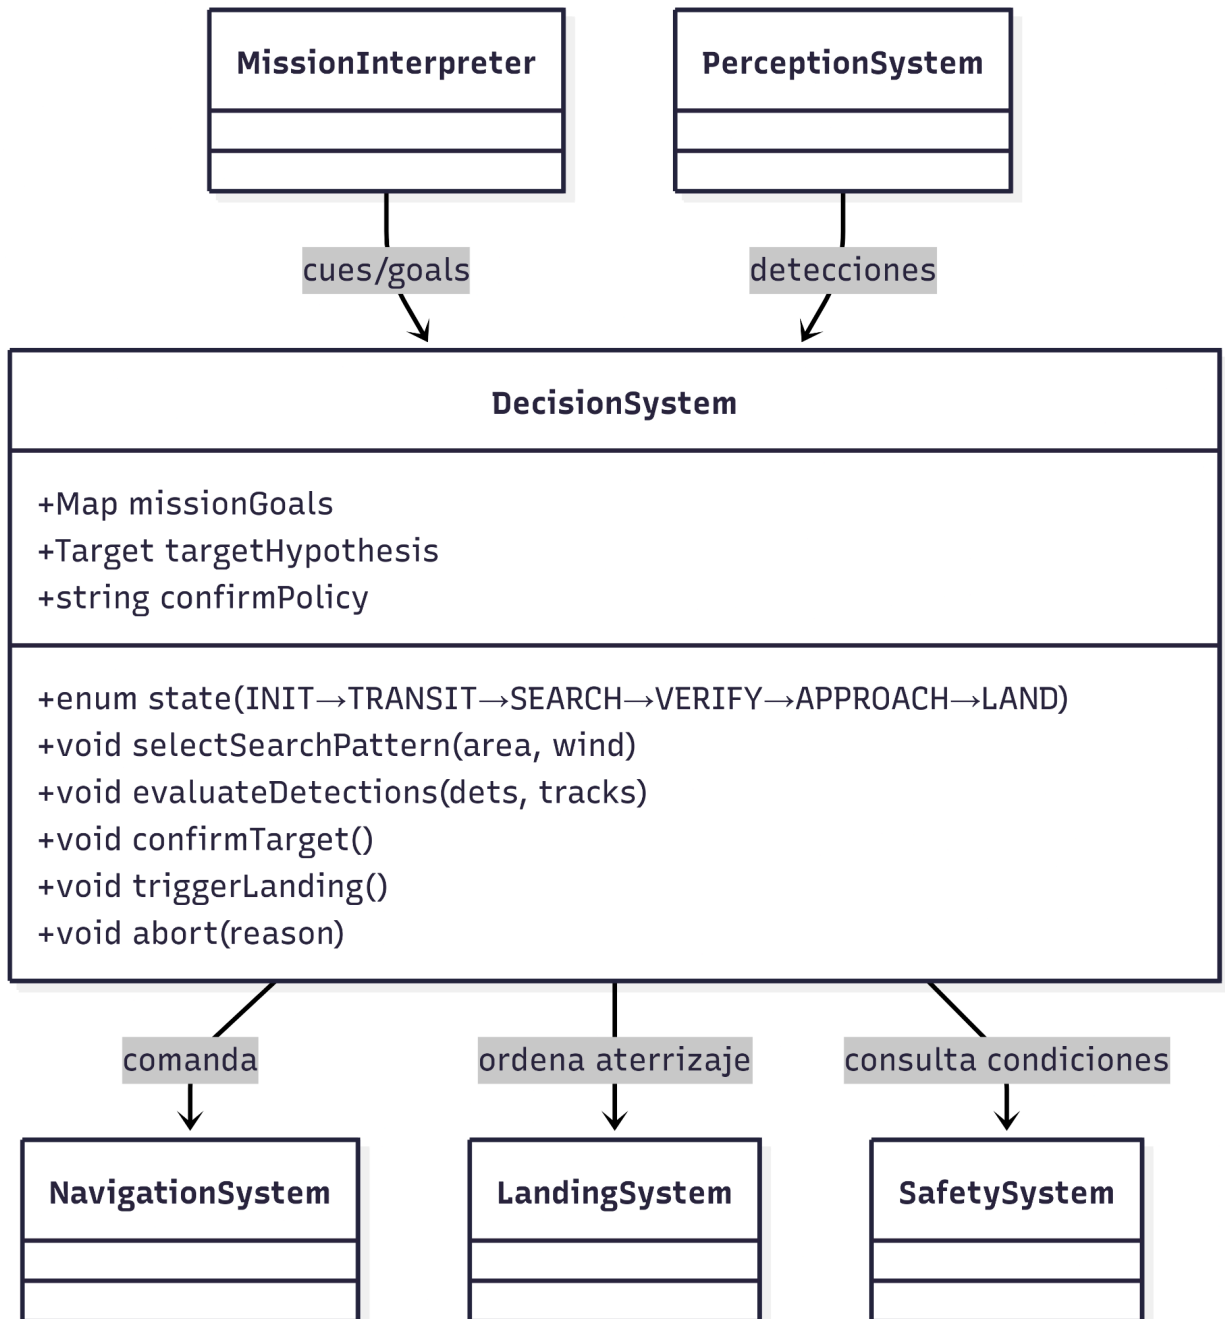 MissionInterpreter
PerceptionSystem
cues/goals
detecciones
DecisionSystem
+Map missionGoals
+Target targetHypothesis
+string confirmPolicy
+enum state(INIT→TRANSIT→SEARCH→VERIFY→APPROACH→LAND)
+void selectSearchPattern(area, wind)
+void evaluateDetections(dets, tracks)
+void confirmTarget()
+void triggerLanding()
+void abort(reason)
comanda
ordena aterrizaje
consulta condiciones
NavigationSystem
LandingSystem
SafetySystem